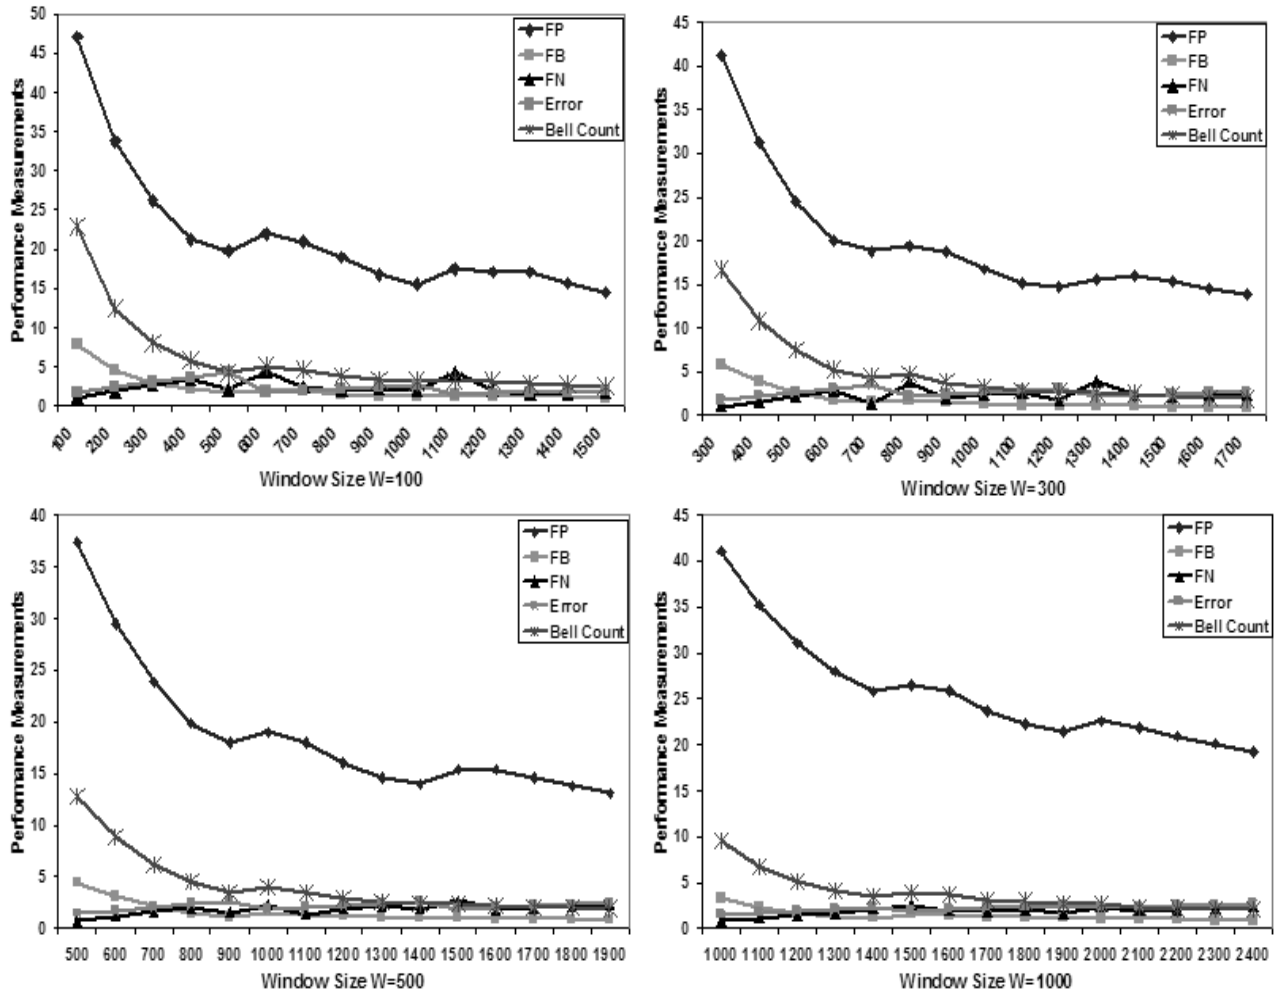 50
45
40
35
30
25
20
15
10
5
0
Performance Measurements
FP
FB
FN
Error
Bell Count
100 200 300 400 500 600 700 800 900 1000 1100 1200 1300 1400 1500
Window Size W=100
45
40
35
30
25
20
15
10
5
0
Performance Measurements
FP
FB
FN
Error
Bell Count
300 400 500 600 700 800 900 1000 1100 1200 1300 1400 1500 1600 1700
Window Size W=300
40
35
30
25
20
15
10
5
0
Performance Measurements
FP
FB
FN
Error
Bell Count
500 600 700 800 900 1000 1100 1200 1300 1400 1500 1600 1700 1800 1900
Window Size W=500
45
40
35
30
25
20
15
10
5
0
Performance Measurements
FP
FB
FN
Error
Bell Count
1000 1100 1200 1300 1400 1500 1600 1700 1800 1900 2000 2100 2200 2300 2400
Window Size W=1000